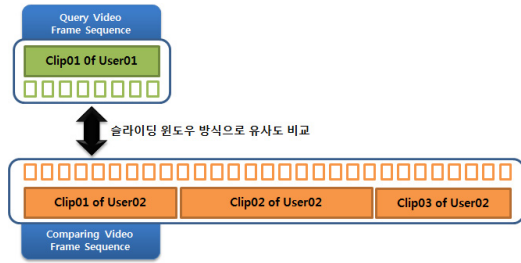 Query Video
Frame Sequence
Clip01 0f User01
슬라이딩 윈도우 방식으로 유사도 비교
Clip01 of User02
Clip02 of User02
Clip03 of User02
Comparing Video
Frame Sequence